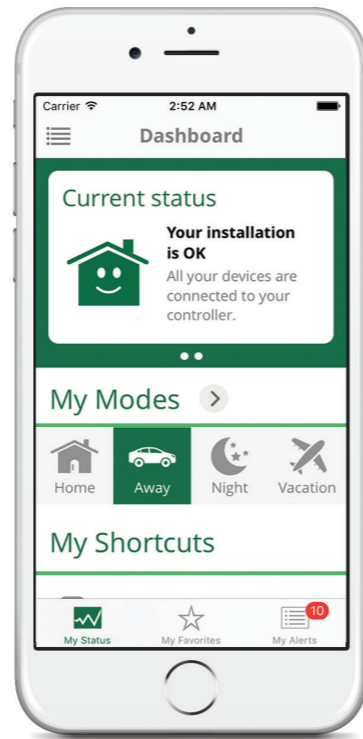 Carrier 2:52 AM
Dashboard
Current status
Your installation
is OK
All your devices are
connected to your
controller.
My Modes
Home Away Night Vacation
My Shortcuts
10
My Status My Favorites My Alerts